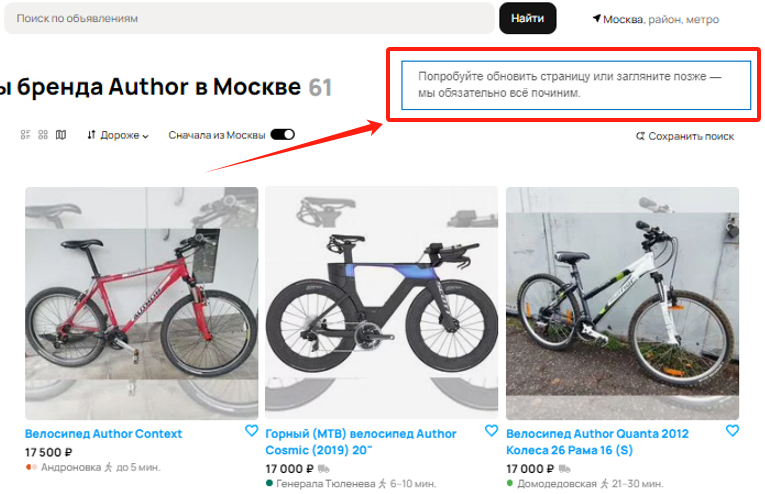 Поиск по объявлениям
Найти
Москва, район, метро
ы бренда Author в Москве 61
Попробуйте обновить страницу или загляните позже —
мы обязательно всё починим.
Дороже
Сначала из Москвы
Сохранить поиск
Велосипед Author Context
17 500 ₽
Андроновка до 5 мин.
Горный (MTB) велосипед Author
Cosmic (2019) 20"
17 000 ₽
Генерала Тюленева 6–10 мин.
Велосипед Author Quanta 2012
Колеса 26 Рама 16 (S)
17 000 ₽
Домодедовская 21–30 мин.